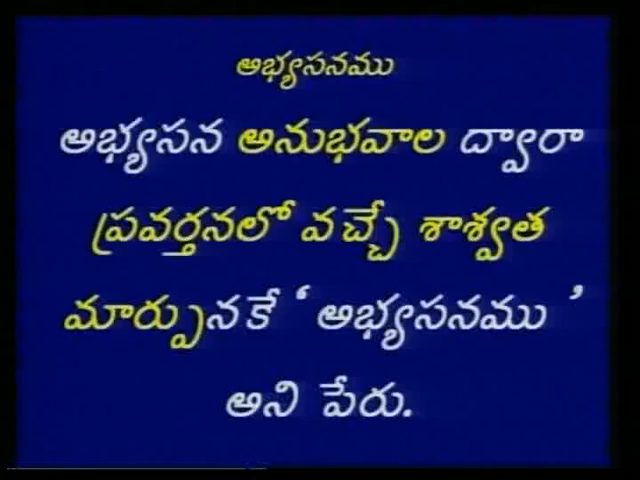 అభ్యసనము
అభ్యసన అనుభవాల ద్వారా
ప్రవర్తనలో వచ్చే శాశ్వత
మార్పునకే ‘ అభ్యసనము ’
అని పేరు.